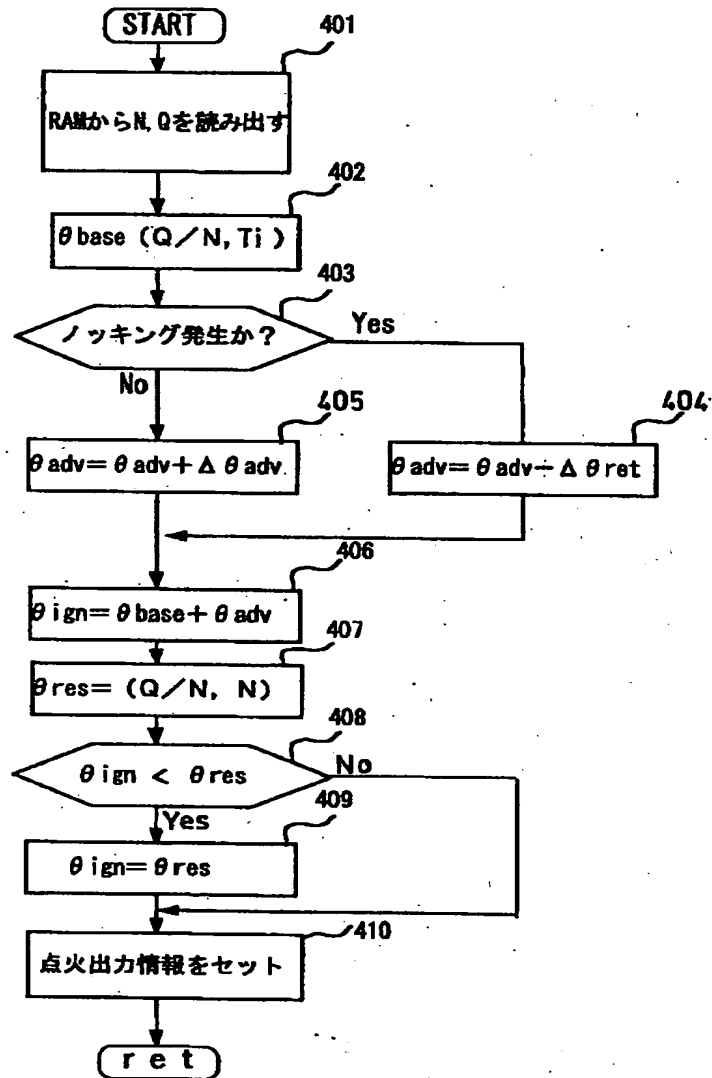 START
401
RAMからN,Qを読み出す
402
θbase (Q/N, Ti)
403
ノッキング発生か?
Yes
No
405
θadv=θadv+Δθadv
404
θadv=θadv-Δθret
406
θign=θbase+θadv
407
θres= (Q/N, N)
408
θign < θres
No
Yes
409
θign=θres
410
点火出力情報をセット
ret